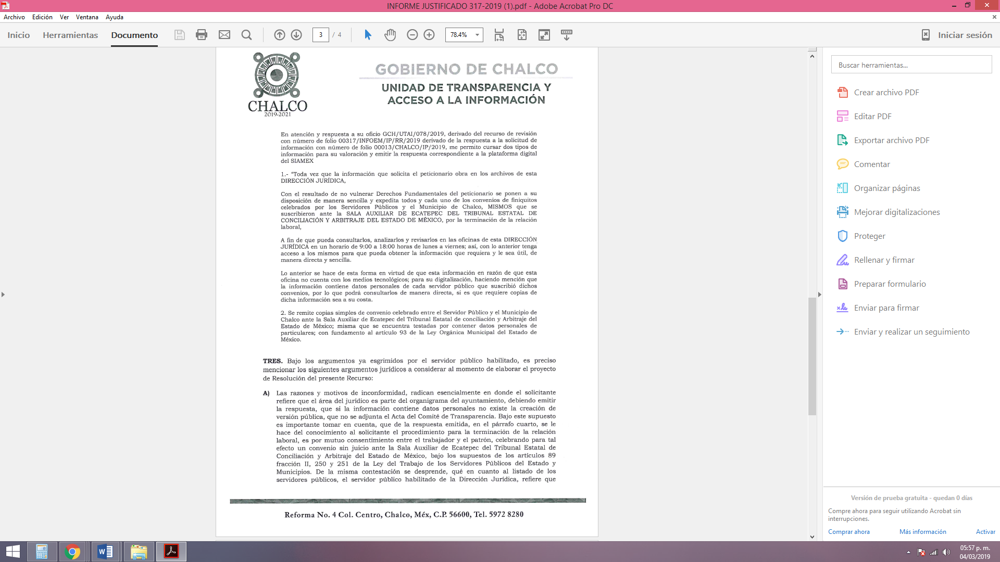 INFORME JUSTIFICADO 317-2019 (1).pdf - Adobe Acrobat Pro DC
Archivo Edición Ver Ventana Ayuda
Inicio Herramientas Documento 3 / 4 78.4% Iniciar sesión
CHALCO
2019-2021
GOBIERNO DE CHALCO
UNIDAD DE TRANSPARENCIA Y
ACCESO A LA INFORMACIÓN
En atención y respuesta a su oficio GCH/UTAI/078/2019, derivado del recurso de revisión
con número de folio 00317/INFOEM/IP/RR/2019 derivado de la respuesta a la solicitud de
información con número de folio 00013/CHALCO/IP/2019, me permito cursar dos tipos de
información para su valoración y emitir la respuesta correspondiente a la plataforma digital
del SIAMEX
1.- "Toda vez que la información que solicita el peticionario obra en los archivos de esta
DIRECCIÓN JURÍDICA,
Con el resultado de no vulnerar Derechos Fundamentales del peticionario se ponen a su
disposición de manera sencilla y expedita todos y cada uno de los convenios de finiquitos
celebrados por los Servidores Públicos y el Municipio de Chalco, MISMOS que se
suscribieron ante la SALA AUXILIAR DE ECATEPEC DEL TRIBUNAL ESTATAL DE
CONCILIACIÓN Y ARBITRAJE DEL ESTADO DE MÉXICO, por la terminación de la relación
laboral,
A fin de que pueda consultarlos, analizarlos y revisarlos en las oficinas de esta DIRECCIÓN
JURÍDICA en un horario de 9:00 a 18:00 horas de lunes a viernes; así, con lo anterior tenga
acceso a los mismos para que pueda obtener la información que requiera y le sea útil, de
manera directa y sencilla.
Lo anterior se hace de esta forma en virtud de que esta información en razón de que esta
oficina no cuenta con los medios tecnológicos; para su digitalización, haciendo mención que
la información contiene datos personales de cada servidor público que suscribió dichos
convenios, por lo que podrá consultarlos de manera directa, si es que requiere copias de
dicha información sea a su costa.
2. Se remite copias simples de convenio celebrado entre el Servidor Público y el Municipio de
Chalco ante la Sala Auxiliar de Ecatepec del Tribunal Estatal de conciliación y Arbitraje del
Estado de México; misma que se encuentra testadas por contener datos personales de
particulares; con fundamento al artículo 93 de la Ley Orgánica Municipal del Estado de
México.
TRES. Bajo los argumentos ya esgrimidos por el servidor público habilitado, es preciso
mencionar los siguientes argumentos jurídicos a considerar al momento de elaborar el proyecto
de Resolución del presente Recurso:
A) Las razones y motivos de inconformidad, radican esencialmente en donde el solicitante
refiere que el área del jurídico es parte del organigrama del ayuntamiento, debiendo emitir
la respuesta, que si la información contiene datos personales no existe la creación de
versión pública, que no se adjunta el Acta del Comité de Transparencia. Bajo este supuesto
es importante tomar en cuenta, que de la respuesta emitida, en el párrafo cuarto, se le
hace del conocimiento al solicitante el procedimiento para la terminación de la relación
laboral, es por mutuo consentimiento entre el trabajador y el patrón, celebrando para tal
efecto un convenio sin juicio ante la Sala Auxiliar de Ecatepec del Tribunal Estatal de
Conciliación y Arbitraje del Estado de México, bajo los supuestos de los artículos 89
fracción II, 250 y 251 de la Ley del Trabajo de los Servidores Públicos del Estado y
Municipios. De la misma contestación se desprende, qué en cuanto al listado de los
servidores públicos, el servidor público habilitado de la Dirección Jurídica, refiere que
Reforma No. 4 Col. Centro, Chalco, Méx, C.P. 56600, Tel. 5972 8280
Buscar herramientas...
Crear archivo PDF
Editar PDF
Exportar archivo PDF
Comentar
Organizar páginas
Mejorar digitalizaciones
Proteger
Rellenar y firmar
Preparar formulario
Enviar para firmar
Enviar y realizar un seguimiento
Versión de prueba gratuita - quedan 0 días
Compre ahora para seguir utilizando Acrobat sin
interrupciones.
Comprar ahora Más información Activar
05:57 p. m.
04/03/2019